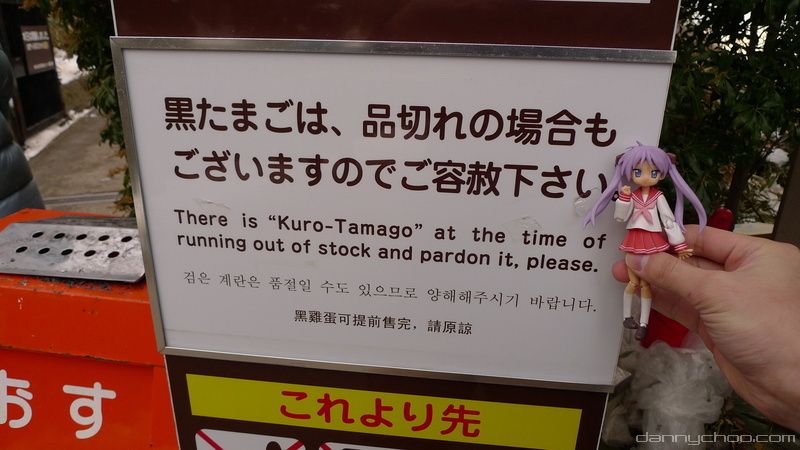 黒たまごは、品切れの場合も
ございますのでご容赦下さい
There is “Kuro-Tamago” at the time of
running out of stock and pardon it, please.
검은 계란은 품절일 수도 있으므로 양해해주시기 바랍니다.
黑雞蛋可提前售完，請原諒
おす
これより先
dannychoo.com